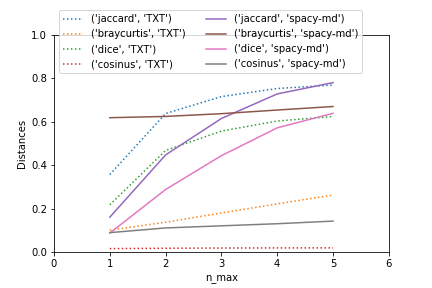 ('jaccard', 'TXT') ('jaccard', 'spacy-md')
('braycurtis', 'TXT') ('braycurtis', 'spacy-md')
('dice', 'TXT') ('dice', 'spacy-md')
('cosinus', 'TXT') ('cosinus', 'spacy-md')
1.0
0.8
0.6
0.4
0.2
0.0
Distances
0 1 2 3 4 5 6
n_max